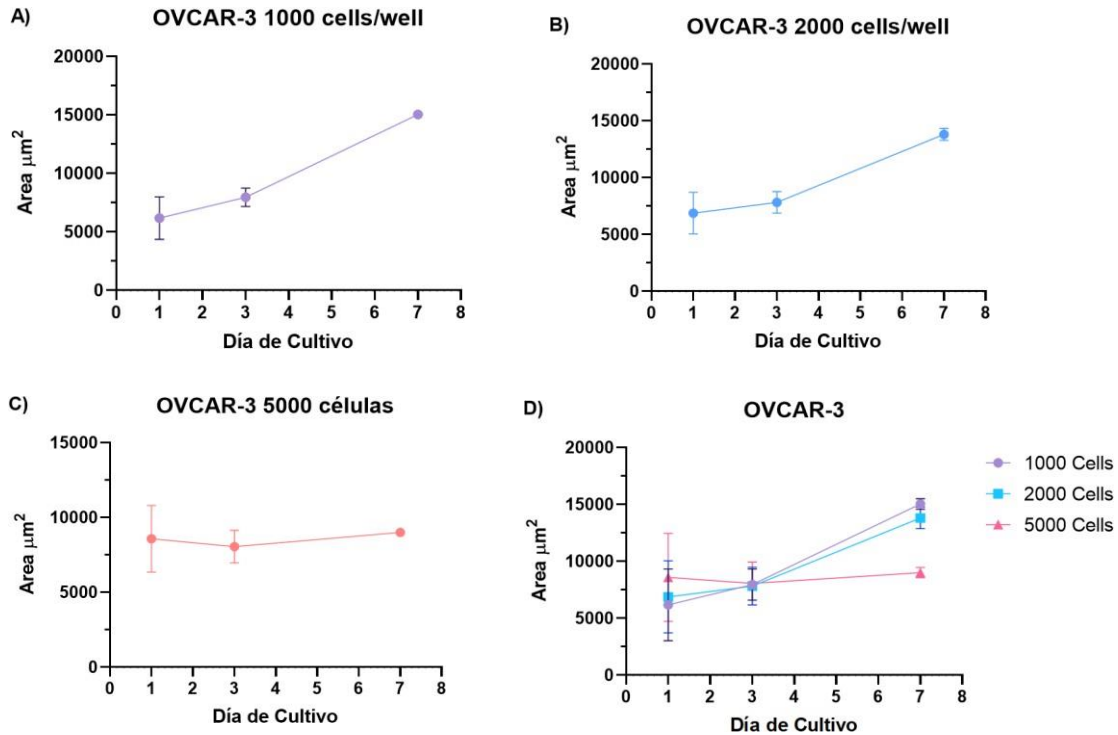 A)
OVCAR-3 1000 cells/well
20000
15000
10000
5000
0
Area μm²
0 1 2 3 4 5 6 7 8
Día de Cultivo
B)
OVCAR-3 2000 cells/well
20000
15000
10000
5000
0
Area μm²
0 1 2 3 4 5 6 7 8
Día de Cultivo
C)
OVCAR-3 5000 células
15000
10000
5000
0
Area μm²
0 1 2 3 4 5 6 7 8
Día de Cultivo
D)
OVCAR-3
20000
15000
10000
5000
0
Area μm²
0 1 2 3 4 5 6 7 8
Día de Cultivo
1000 Cells
2000 Cells
5000 Cells